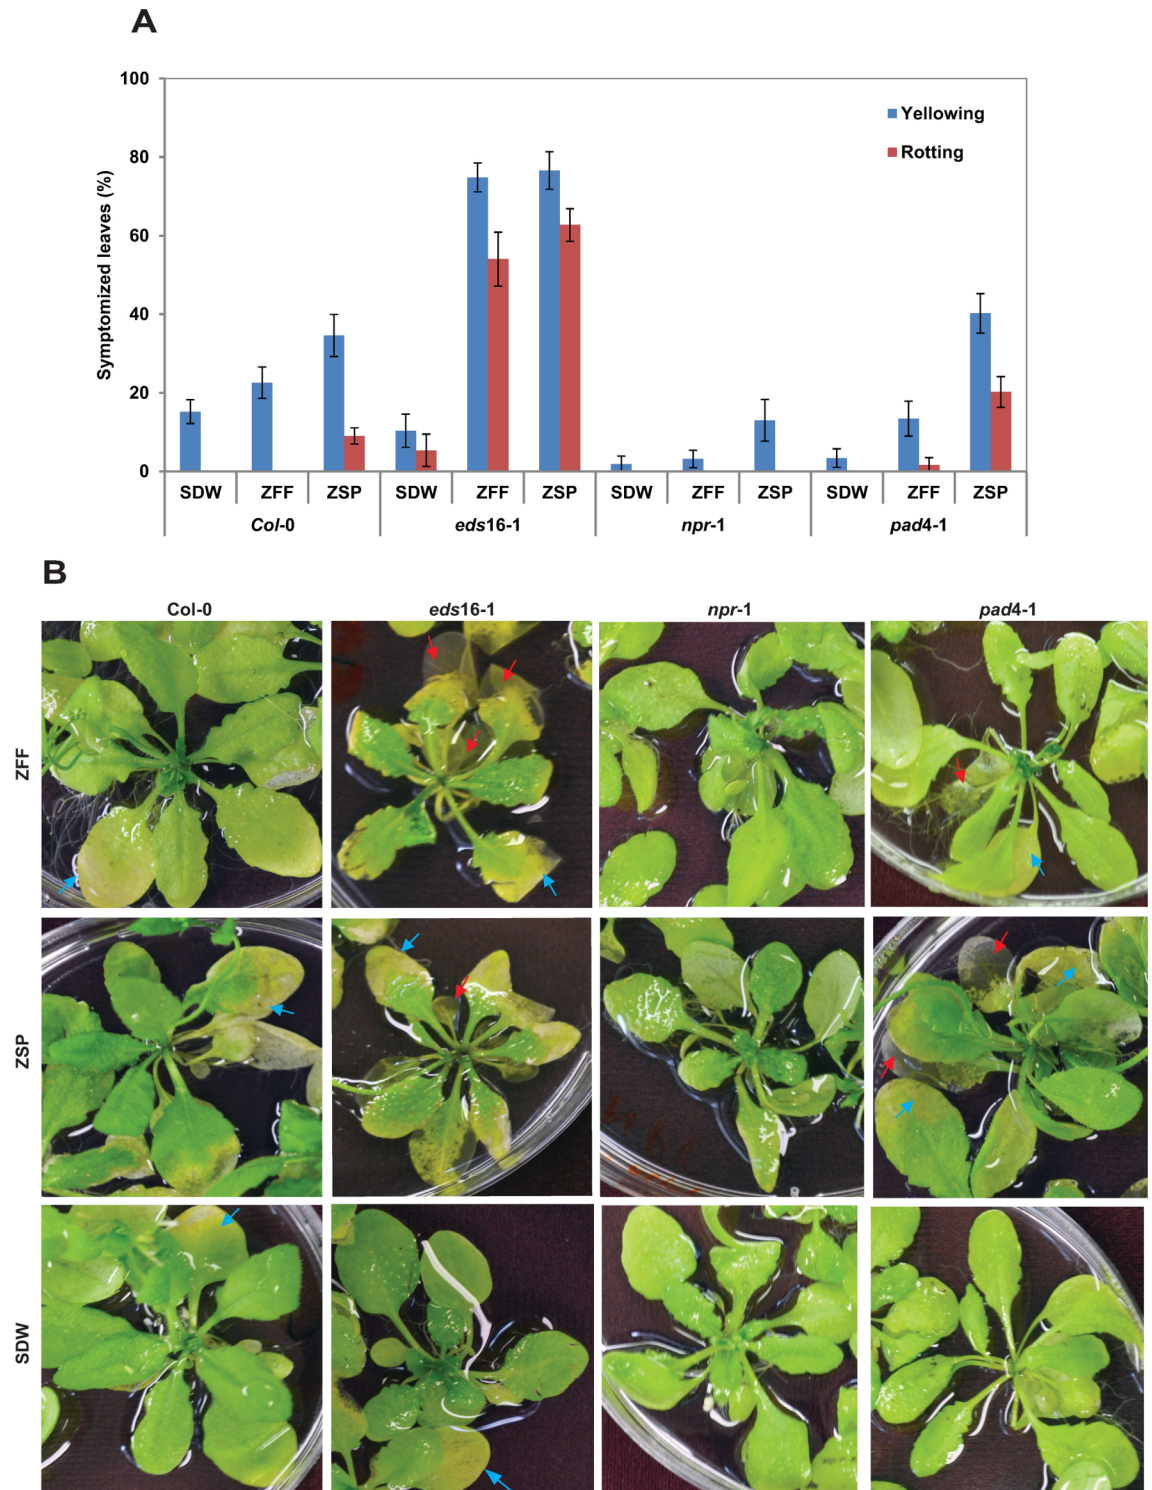 A
100
80
60
40
20
0
Symptomized leaves (%)
Yellowing
Rotting
SDW ZFF ZSP SDW ZFF ZSP SDW ZFF ZSP SDW ZFF ZSP
Col-0 eds16-1 npr-1 pad4-1
B
Col-0 eds16-1 npr-1 pad4-1
ZFF
ZSP
SDW